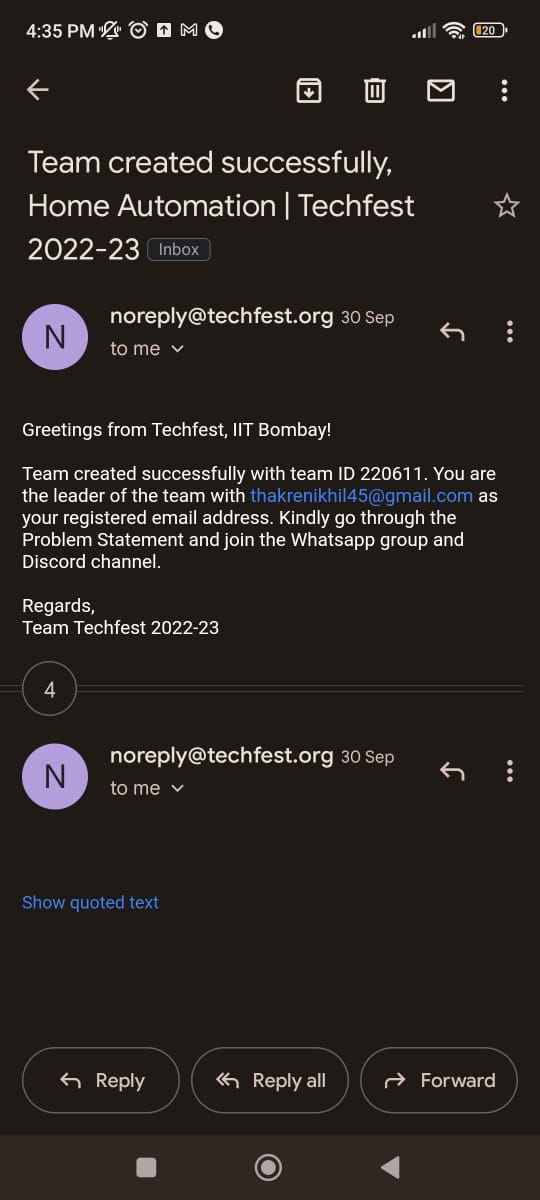 4:35 PM
20
Team created successfully,
Home Automation | Techfest
2022-23 Inbox
N
noreply@techfest.org 30 Sep
to me
Greetings from Techfest, IIT Bombay!
Team created successfully with team ID 220611. You are
the leader of the team with thakrenikhil45@gmail.com as
your registered email address. Kindly go through the
Problem Statement and join the Whatsapp group and
Discord channel.
Regards,
Team Techfest 2022-23
4
N
noreply@techfest.org 30 Sep
to me
Show quoted text
Reply
Reply all
Forward